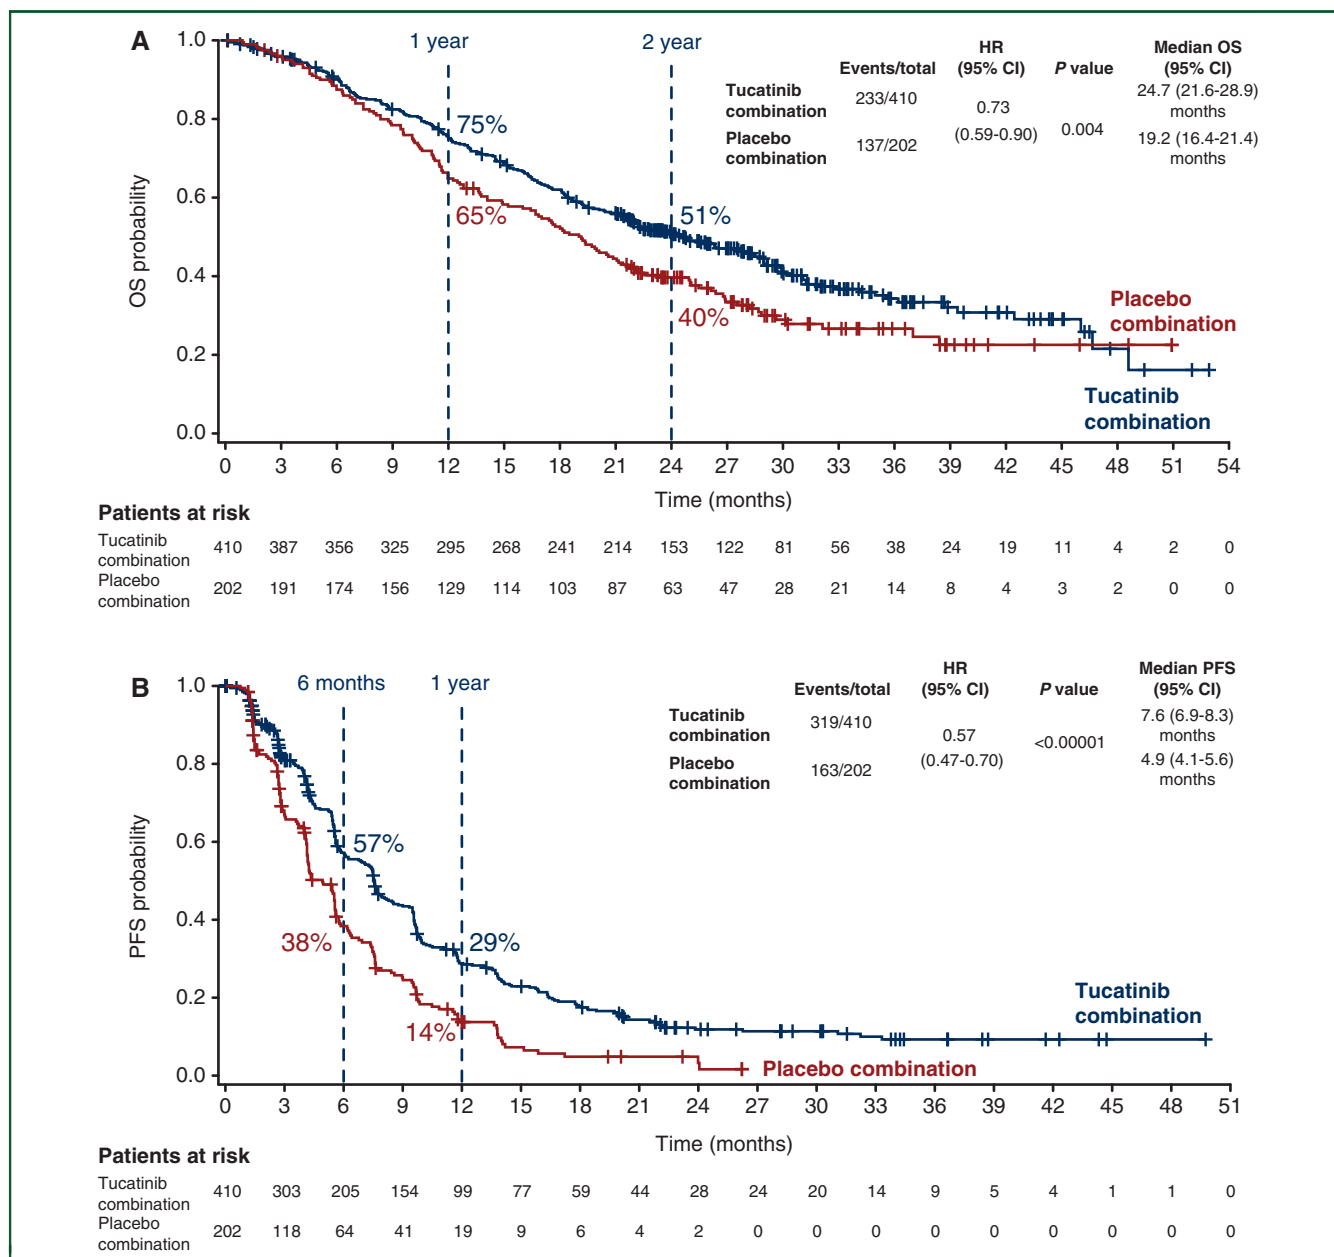 A
1 year
2 year
HR
Events/total (95% CI) P value
Median OS
(95% CI)
Tucatinib
combination
233/410
0.73
(0.59-0.90)
0.004
24.7 (21.6-28.9)
months
Placebo
combination
137/202
19.2 (16.4-21.4)
months
1.0
0.8
0.6
0.4
0.2
0.0
OS probability
75%
65%
51%
40%
Placebo
combination
Tucatinib
combination
0 3 6 9 12 15 18 21 24 27 30 33 36 39 42 45 48 51 54
Time (months)
Patients at risk
Tucatinib
combination
410 387 356 325 295 268 241 214 153 122 81 56 38 24 19 11 4 2 0
Placebo
combination
202 191 174 156 129 114 103 87 63 47 28 21 14 8 4 3 2 0 0
B
6 months
1 year
HR
Events/total (95% CI) P value
Median PFS
(95% CI)
Tucatinib
combination
319/410
0.57
(0.47-0.70)
<0.00001
7.6 (6.9-8.3)
months
Placebo
combination
163/202
4.9 (4.1-5.6)
months
1.0
0.8
0.6
0.4
0.2
0.0
PFS probability
57%
38%
29%
14%
Tucatinib
combination
Placebo combination
0 3 6 9 12 15 18 21 24 27 30 33 36 39 42 45 48 51
Time (months)
Patients at risk
Tucatinib
combination
410 303 205 154 99 77 59 44 28 24 20 14 9 5 4 1 1 0
Placebo
combination
202 118 64 41 19 9 6 4 2 0 0 0 0 0 0 0 0 0